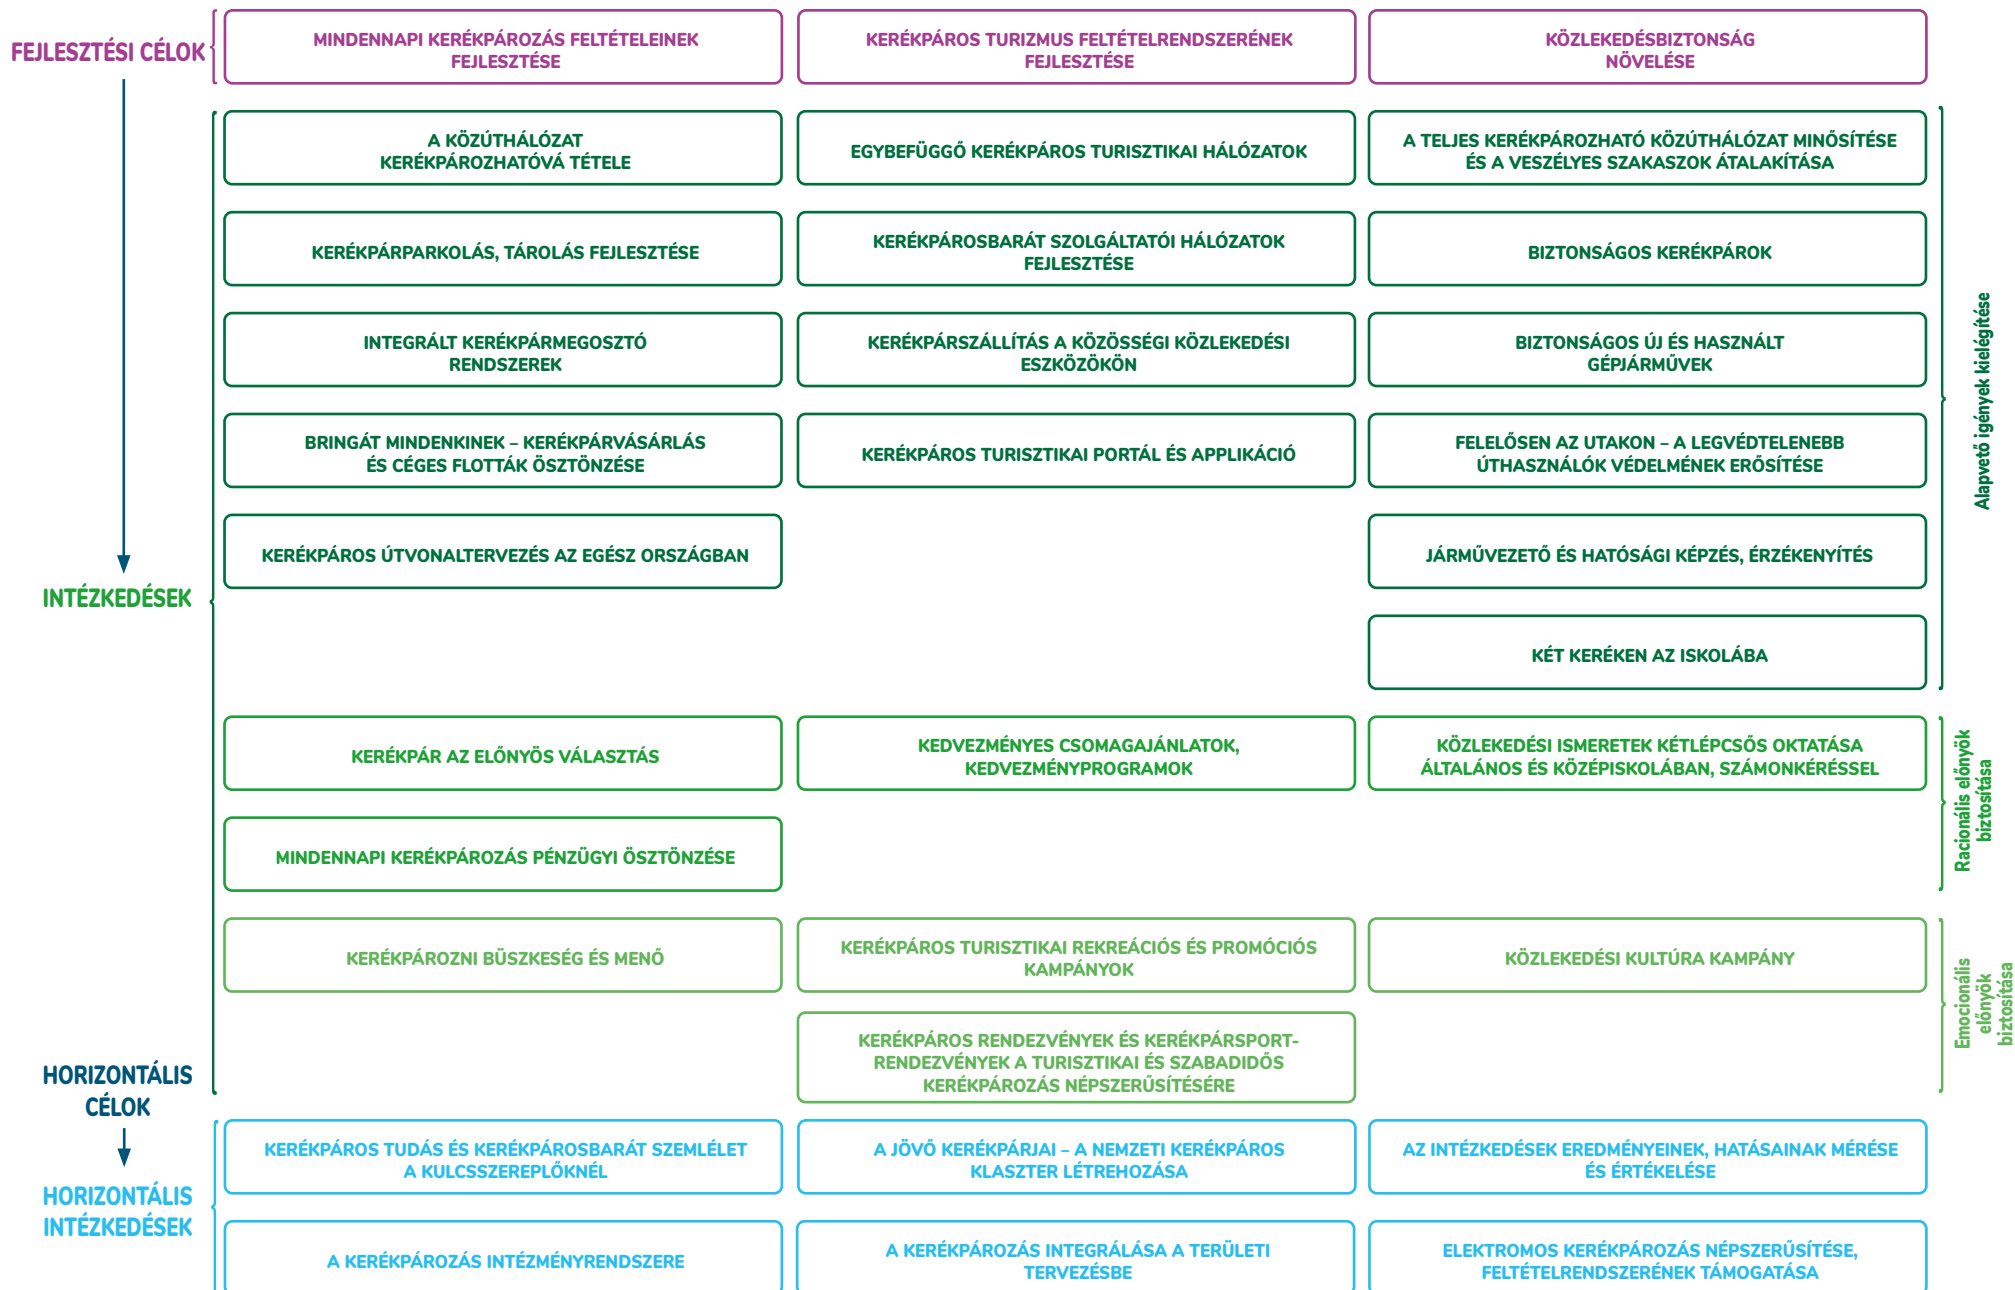 FEJLESZTÉSI CÉLOK
MINDENNAPI KERÉKPÁROZÁS FELTÉTELEINEK
FEJLESZTÉSE
KERÉKPÁROS TURIZMUS FELTÉTELRENDSZERÉNEK
FEJLESZTÉSE
KÖZLEKEDÉSBIZTONSÁG
NÖVELÉSE
INTÉZKEDÉSEK
A KÖZÚTHÁLÓZAT
KERÉKPÁROZHATÓVÁ TÉTELE
EGYBEFÜGGŐ KERÉKPÁROS TURISZTIKAI HÁLÓZATOK
A TELJES KERÉKPÁROZHATÓ KÖZÚTHÁLÓZAT MINŐSÍTÉSE
ÉS A VESZÉLYES SZAKASZOK ÁTALAKÍTÁSA
KERÉKPÁRPARKOLÁS, TÁROLÁS FEJLESZTÉSE
KERÉKPÁROSBARÁT SZOLGÁLTATÓI HÁLÓZATOK
FEJLESZTÉSE
BIZTONSÁGOS KERÉKPÁROK
INTEGRÁLT KERÉKPÁRMEGOSZTÓ
RENDSZEREK
KERÉKPÁRSZÁLLÍTÁS A KÖZÖSSÉGI KÖZLEKEDÉSI
ESZKÖZÖKÖN
BIZTONSÁGOS ÚJ ÉS HASZNÁLT
GÉPJÁRMŰVEK
BRINGÁT MINDENKINEK – KERÉKPÁRVÁSÁRLÁS
ÉS CÉGES FLOTTÁK ÖSZTÖNZÉSE
KERÉKPÁROS TURISZTIKAI PORTÁL ÉS APPLIKÁCIÓ
FELELŐSEN AZ UTAKON – A LEGVÉDTELENEBB
ÚTHASZNÁLÓK VÉDELMÉNEK ERŐSÍTÉSE
KERÉKPÁROS ÚTVONALTERVEZÉS AZ EGÉSZ ORSZÁGBAN
JÁRMŰVEZETŐ ÉS HATÓSÁGI KÉPZÉS, ÉRZÉKENYÍTÉS
KÉT KERÉKEN AZ ISKOLÁBA
Alapvető igények kielégítése
KERÉKPÁR AZ ELŐNYÖS VÁLASZTÁS
KEDVEZMÉNYES CSOMAGAJÁNLATOK,
KEDVEZMÉNYPROGRAMOK
KÖZLEKEDÉSI ISMERETEK KÉTLÉPCSŐS OKTATÁSA
ÁLTALÁNOS ÉS KÖZÉPISKOLÁBAN, SZÁMONKÉRÉSSEL
MINDENNAPI KERÉKPÁROZÁS PÉNZÜGYI ÖSZTÖNZÉSE
Racionális előnyök
biztosítása
KERÉKPÁROZNI BÜSZKESÉG ÉS MENŐ
KERÉKPÁROS TURISZTIKAI REKREÁCIÓS ÉS PROMÓCIÓS
KAMPÁNYOK
KÖZLEKEDÉSI KULTÚRA KAMPÁNY
KERÉKPÁROS RENDEZVÉNYEK ÉS KERÉKPÁRSPORT-
RENDEZVÉNYEK A TURISZTIKAI ÉS SZABADIDŐS
KERÉKPÁROZÁS NÉPSZERŰSÍTÉSÉRE
Emocionális
előnyök
biztosítása
HORIZONTÁLIS
CÉLOK
HORIZONTÁLIS
INTÉZKEDÉSEK
KERÉKPÁROS TUDÁS ÉS KERÉKPÁROSBARÁT SZEMLÉLET
A KULCSSZEREPLŐKNÉL
A JÖVŐ KERÉKPÁRJAI – A NEMZETI KERÉKPÁROS
KLASZTER LÉTREHOZÁSA
AZ INTÉZKEDÉSEK EREDMÉNYEINEK, HATÁSAINAK MÉRÉSE
ÉS ÉRTÉKELÉSE
A KERÉKPÁROZÁS INTÉZMÉNYRENDSZERE
A KERÉKPÁROZÁS INTEGRÁLÁSA A TERÜLETI
TERVEZÉSBE
ELEKTROMOS KERÉKPÁROZÁS NÉPSZERŰSÍTÉSE,
FELTÉTELRENDSZERÉNEK TÁMOGATÁSA